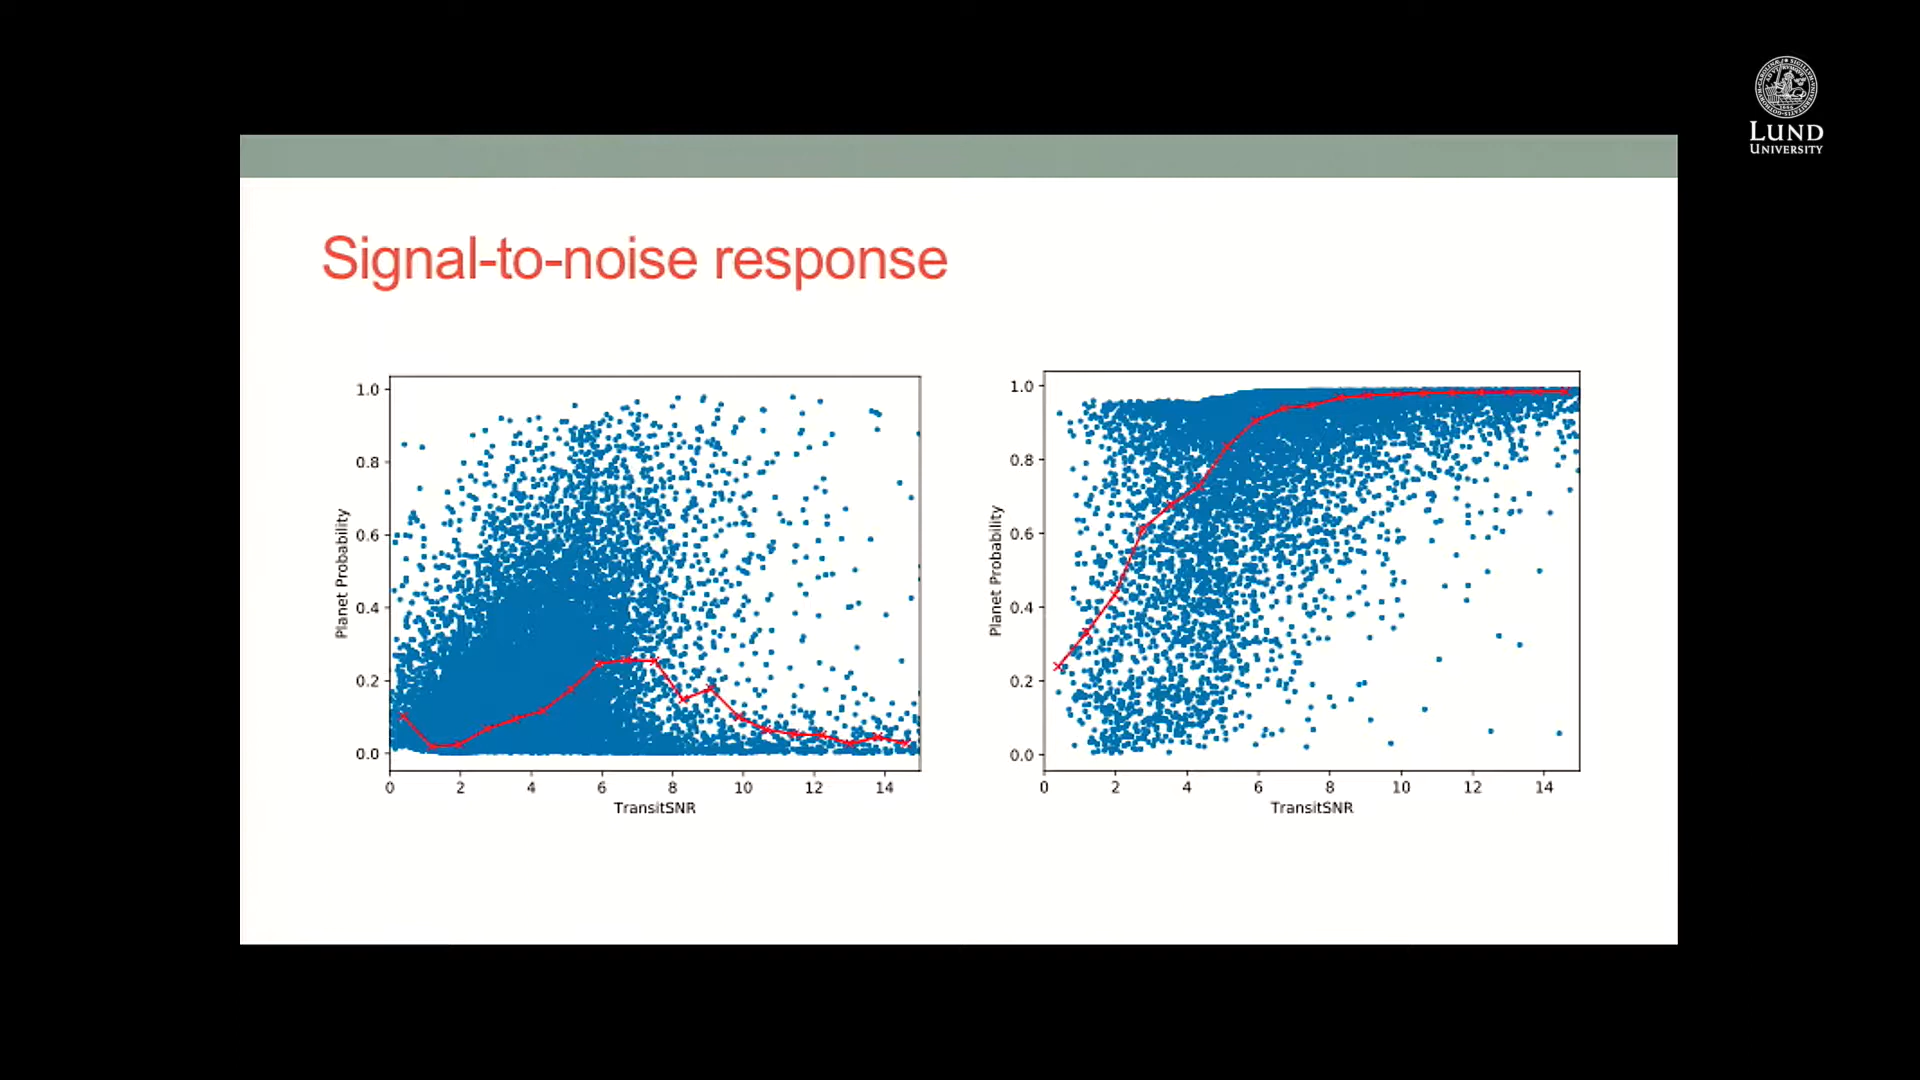 LUND
UNIVERSITY
Signal-to-noise response
1.0
0.8
0.6
0.4
0.2
0.0
Planet Probability
0 2 4 6 8 10 12 14
TransitSNR
1.0
0.8
0.6
0.4
0.2
0.0
Planet Probability
0 2 4 6 8 10 12 14
TransitSNR